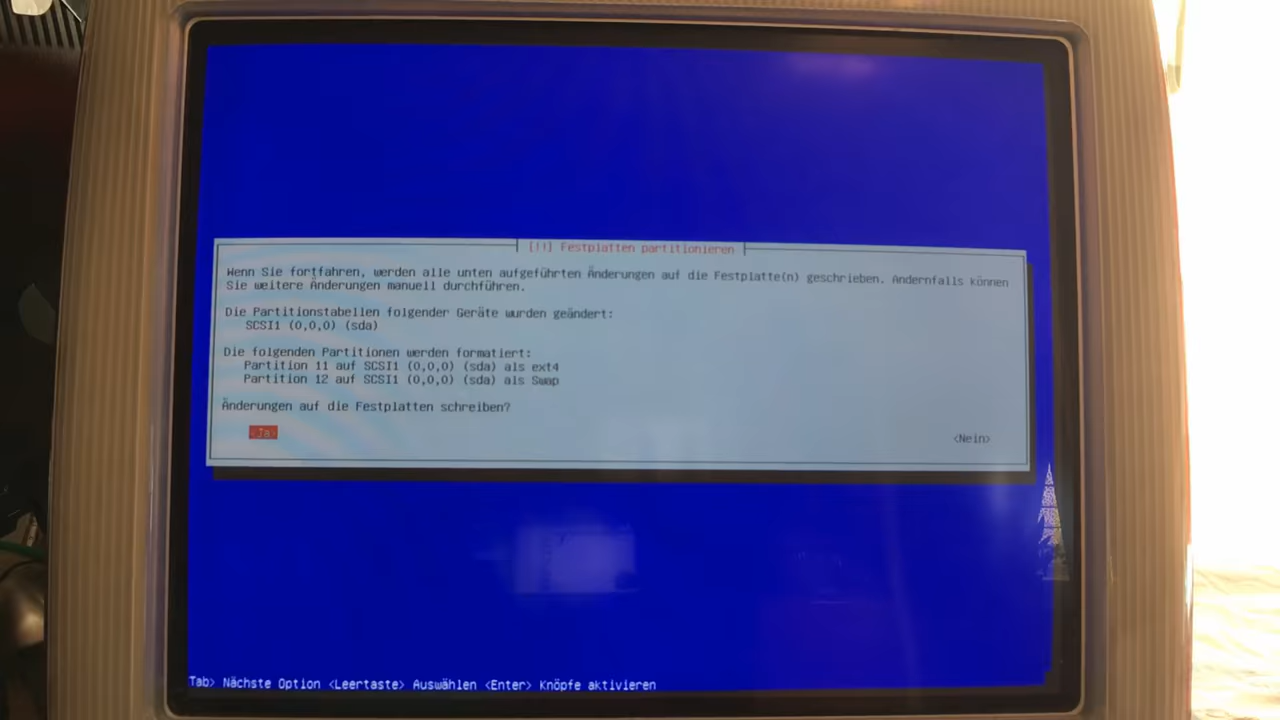 [!!] Festplatten partitionieren
Wenn Sie fortfahren, werden alle unten aufgeführten Änderungen auf die Festplatte(n) geschrieben. Andernfalls können
Sie weitere Änderungen manuell durchführen.
Die Partitionstabellen folgender Geräte wurden geändert:
SCSI1 (0,0,0) (sda)
Die folgenden Partitionen werden formatiert:
Partition 11 auf SCSI1 (0,0,0) (sda) als ext4
Partition 12 auf SCSI1 (0,0,0) (sda) als Swap
Änderungen auf die Festplatten schreiben?
<Ja>
<Nein>
Tab> Nächste Option <Leertaste> Auswählen <Enter> Knöpfe aktivieren